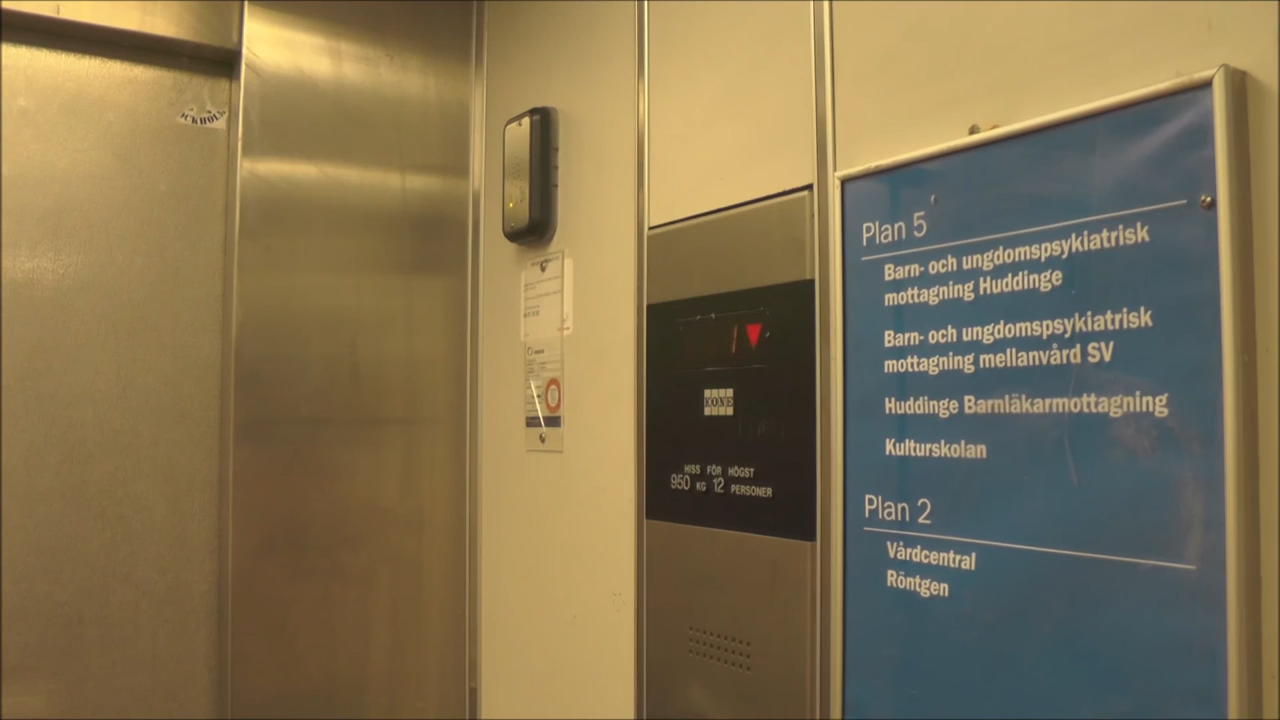 KONE
HISS FÖR HÖGST
950 KG 12 PERSONER
Plan 5
Barn- och ungdomspsykiatrisk
mottagning Huddinge
Barn- och ungdomspsykiatrisk
mottagning mellanvård SV
Huddinge Barnläkarmottagning
Kulturskolan
Plan 2
Vårdcentral
Röntgen